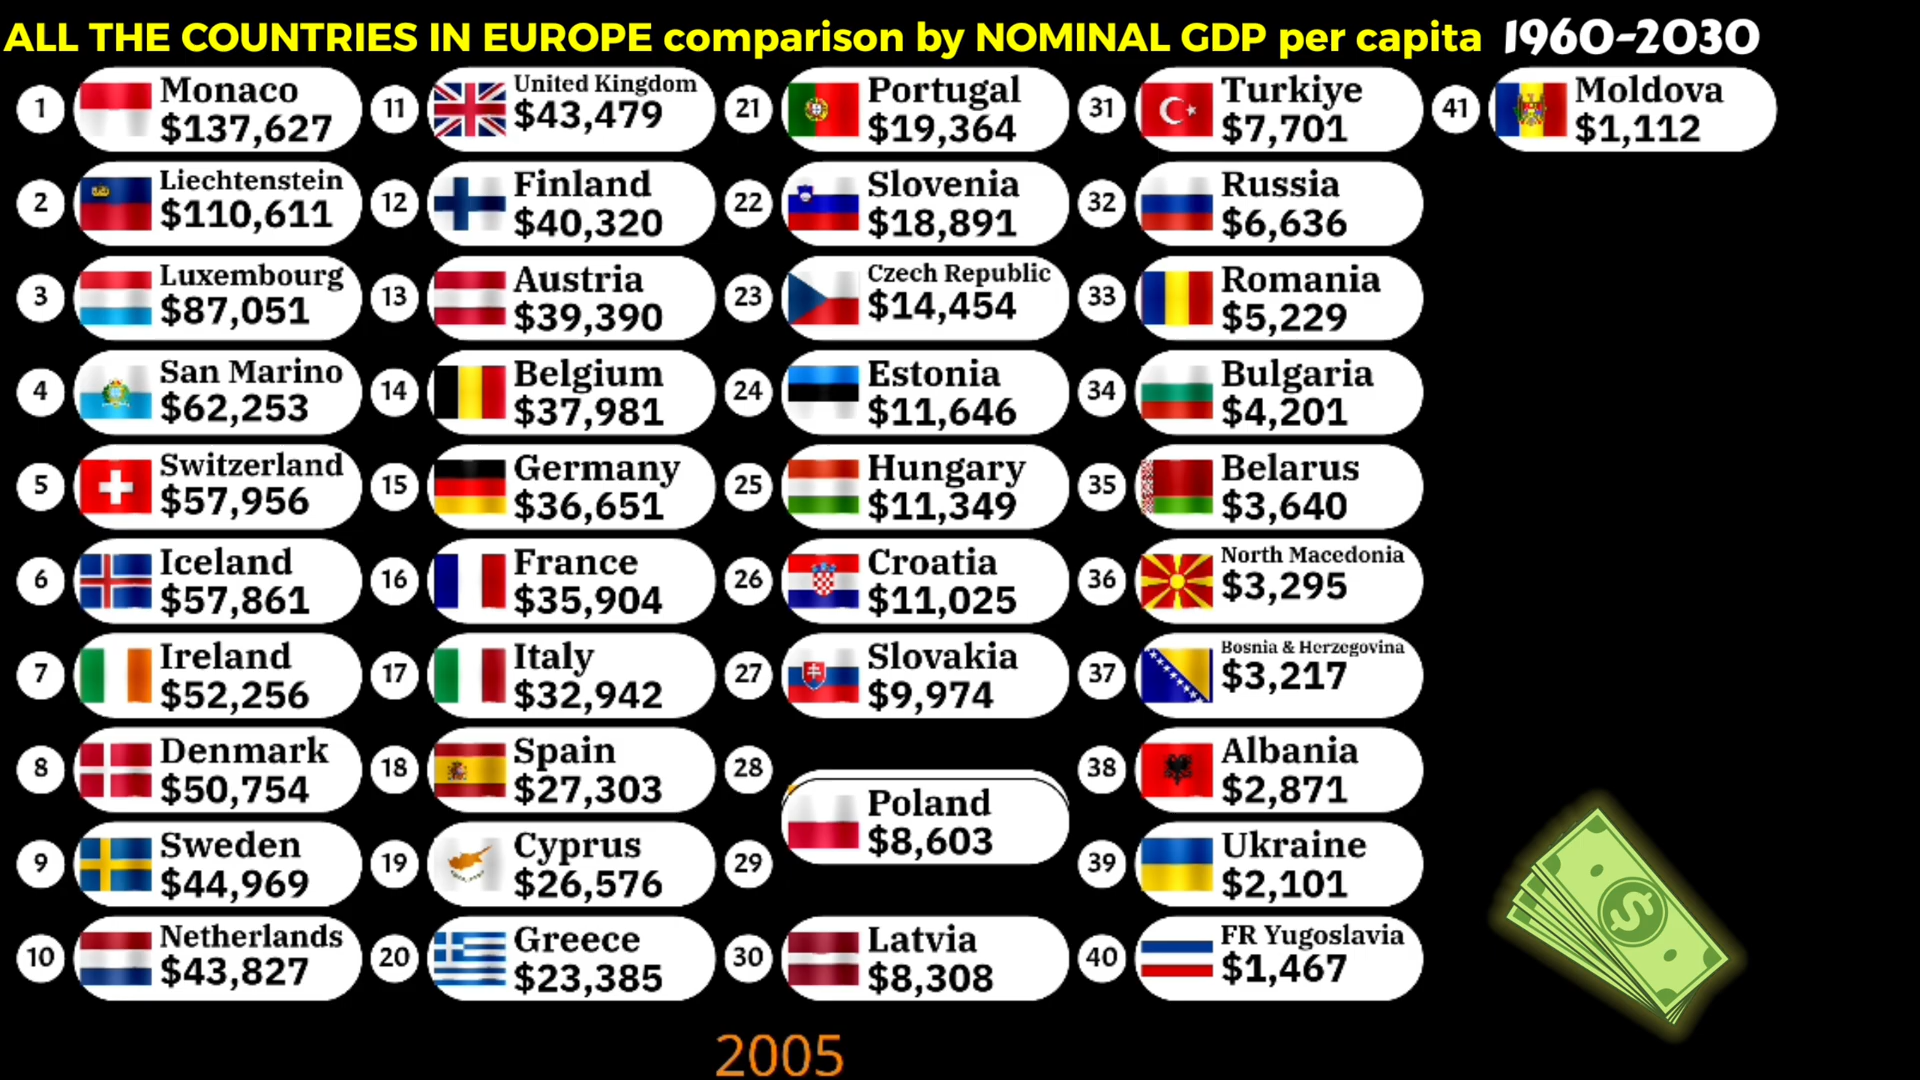 ALL THE COUNTRIES IN EUROPE comparison by NOMINAL GDP per capita 1960-2030
1 Monaco
$137,627
2 Liechtenstein
$110,611
3 Luxembourg
$87,051
4 San Marino
$62,253
5 Switzerland
$57,956
6 Iceland
$57,861
7 Ireland
$52,256
8 Denmark
$50,754
9 Sweden
$44,969
10 Netherlands
$43,827
11 United Kingdom
$43,479
12 Finland
$40,320
13 Austria
$39,390
14 Belgium
$37,981
15 Germany
$36,651
16 France
$35,904
17 Italy
$32,942
18 Spain
$27,303
19 Cyprus
$26,576
20 Greece
$23,385
21 Portugal
$19,364
22 Slovenia
$18,891
23 Czech Republic
$14,454
24 Estonia
$11,646
25 Hungary
$11,349
26 Croatia
$11,025
27 Slovakia
$9,974
28
Poland
$8,603
29
30 Latvia
$8,308
31 Turkiye
$7,701
32 Russia
$6,636
33 Romania
$5,229
34 Bulgaria
$4,201
35 Belarus
$3,640
36 North Macedonia
$3,295
37 Bosnia & Herzegovina
$3,217
38 Albania
$2,871
39 Ukraine
$2,101
40 FR Yugoslavia
$1,467
41 Moldova
$1,112
$
2005